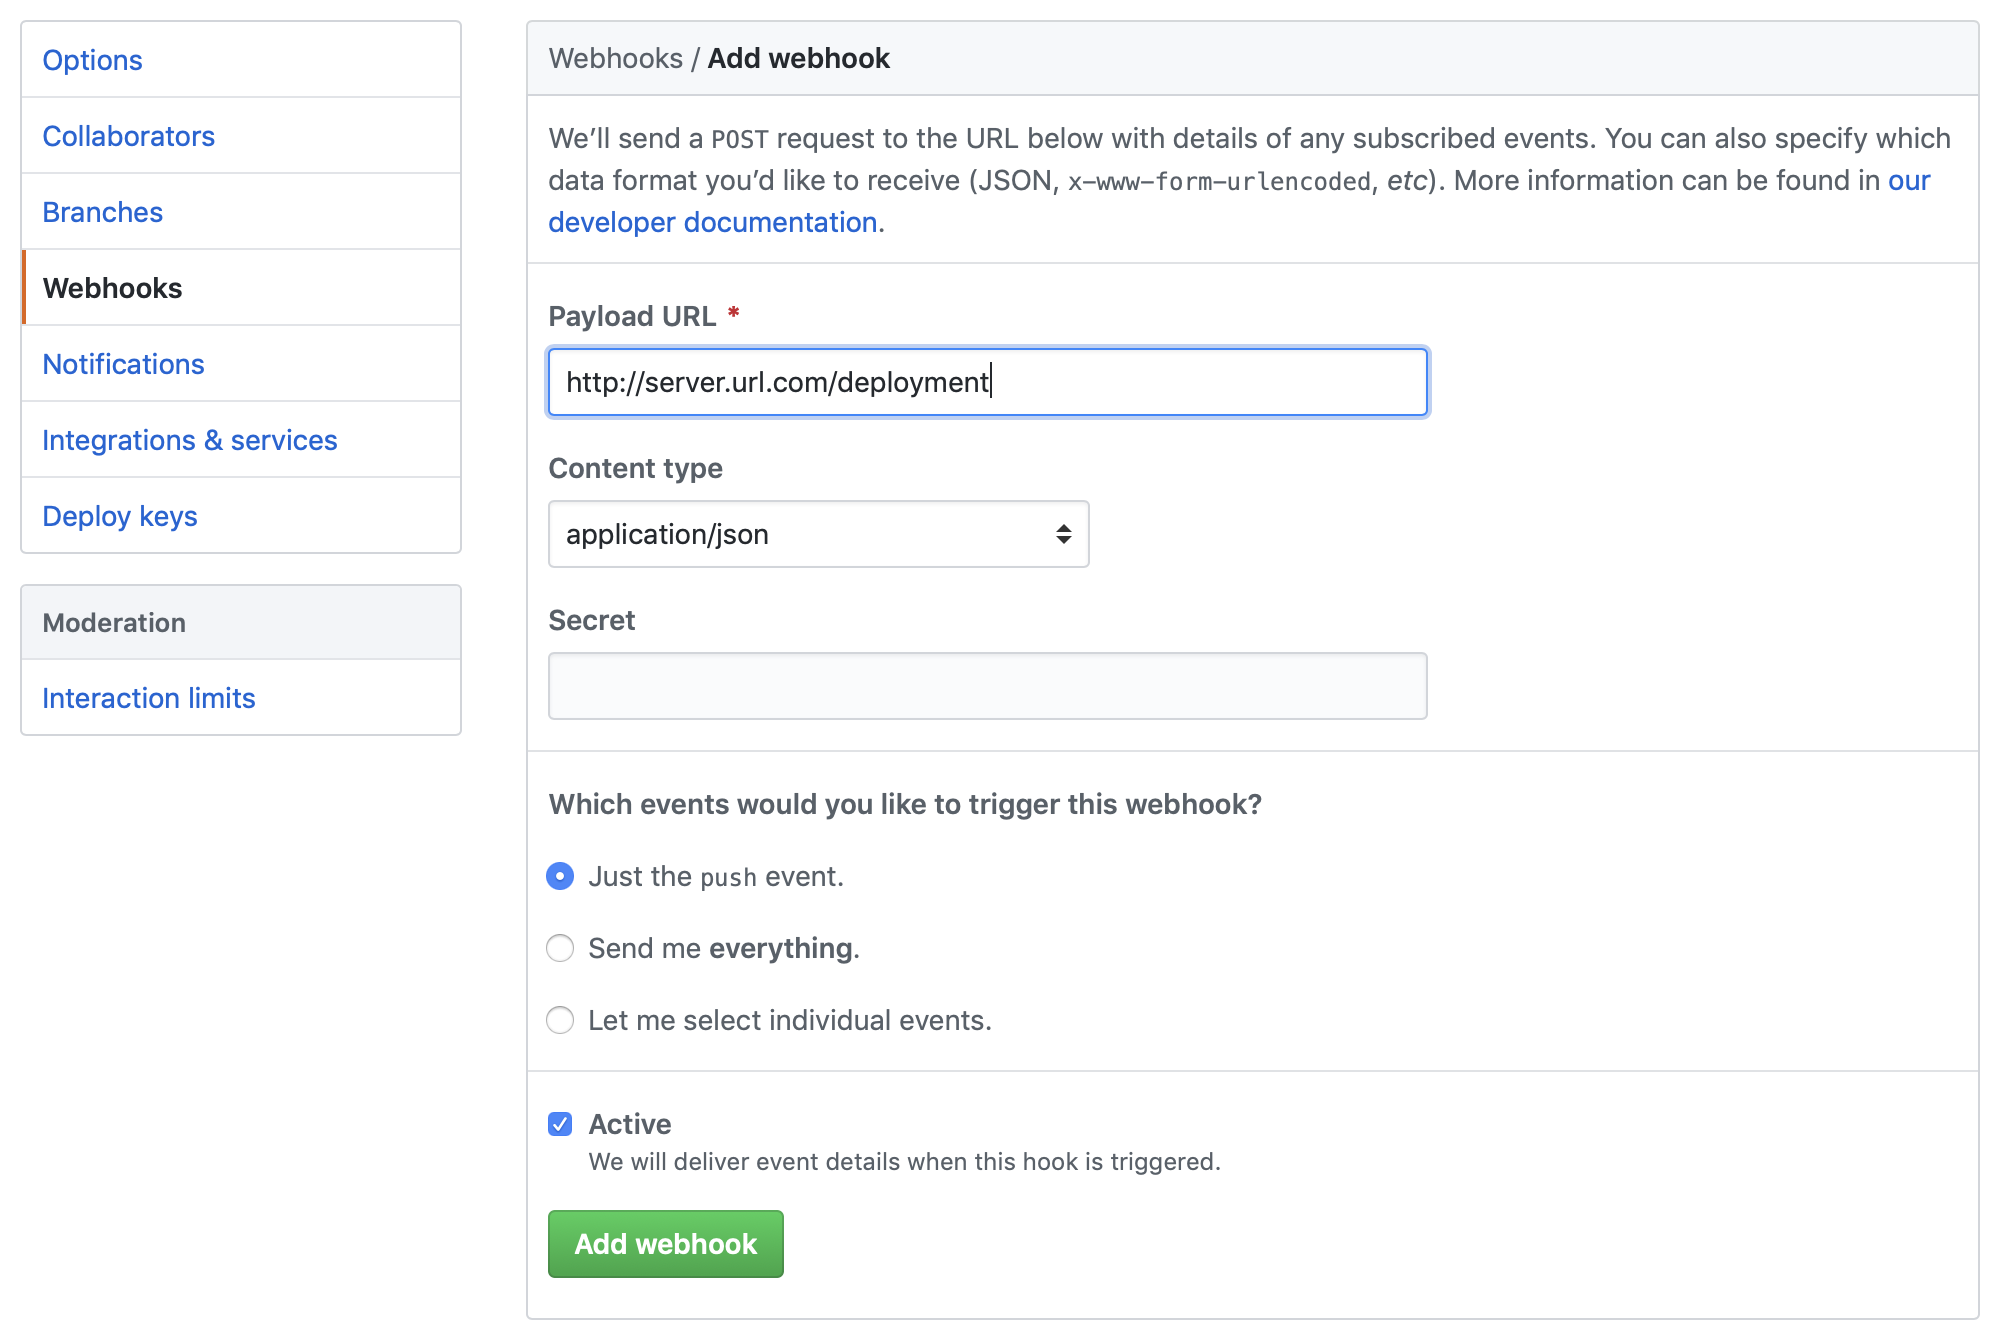 Options
Collaborators
Branches
Webhooks
Notifications
Integrations & services
Deploy keys
Moderation
Interaction limits
Webhooks / Add webhook
We’ll send a POST request to the URL below with details of any subscribed events. You can also specify which
data format you’d like to receive (JSON, x-www-form-urlencoded, etc). More information can be found in our
developer documentation.
Payload URL *
http://server.url.com/deployment
Content type
application/json
Secret
Which events would you like to trigger this webhook?
Just the push event.
Send me everything.
Let me select individual events.
Active
We will deliver event details when this hook is triggered.
Add webhook